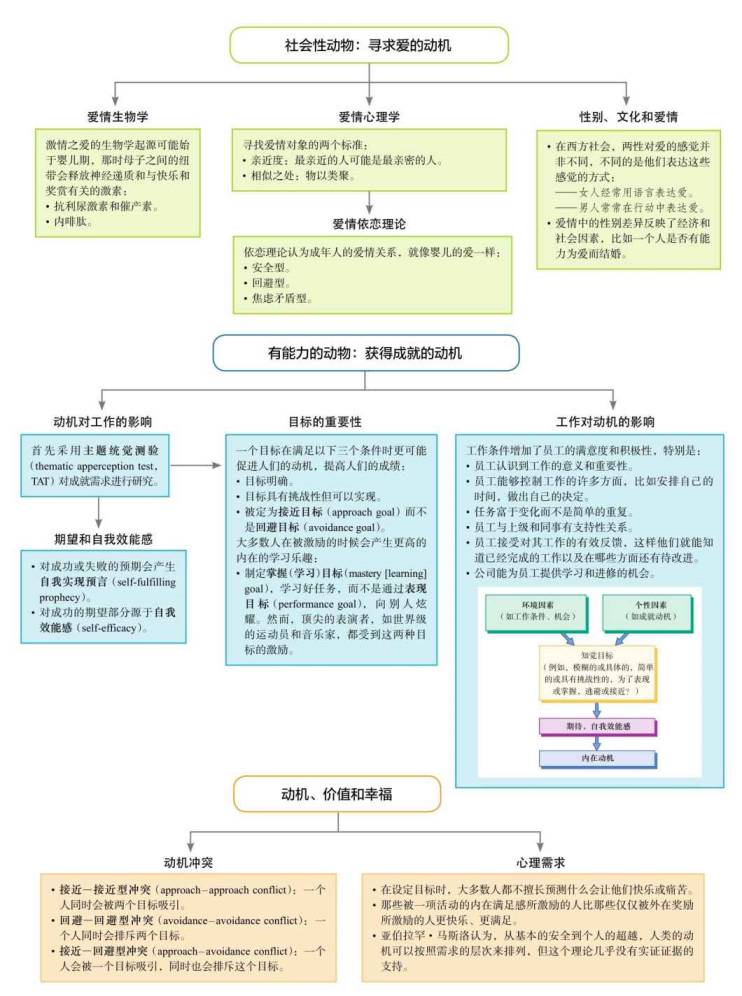 社会性动物：寻求爱的动机
爱情生物学
激情之爱的生物学起源可能始
于婴儿期，那时母子之间的纽
带会释放神经递质和与快乐和
奖赏有关的激素：
• 抗利尿激素和催产素。
• 内啡肽。
爱情心理学
寻找爱情对象的两个标准：
• 亲近度：最亲近的人可能是最亲密的人。
• 相似之处：物以类聚。
爱情依恋理论
依恋理论认为成年人的爱情关系，就像婴儿的爱一样：
• 安全型。
• 回避型。
• 焦虑矛盾型。
性别、文化和爱情
• 在西方社会，两性对爱的感觉并
非不同，不同的是他们表达这些
感觉的方式：
——女人经常用语言表达爱。
——男人常常在行动中表达爱。
• 爱情中的性别差异反映了经济和
社会因素，比如一个人是否有能
力为爱而结婚。
有能力的动物：获得成就的动机
动机对工作的影响
首先采用主题统觉测验
（thematic apperception test，
TAT）对成就需求进行研究。
期望和自我效能感
• 对成功或失败的预期会产生
自我实现预言（self-fulfilling
prophecy）。
• 对成功的期望部分源于自我
效能感（self-efficacy）。
目标的重要性
一个目标在满足以下三个条件时更可能
促进人们的动机，提高人们的成绩：
• 目标明确。
• 目标具有挑战性但可以实现。
• 被定为接近目标（approach goal）而不
是回避目标（avoidance goal）。
大多数人在被激励的时候会产生更高的
内在的学习乐趣：
• 制定掌握（学习）目标（mastery [learning]
goal），学习好任务，而不是通过表现
目标（performance goal），向别人炫
耀。然而，顶尖的表演者，如世界级
的运动员和音乐家，都受到这两种目
标的激励。
工作对动机的影响
工作条件增加了员工的满意度和积极性，特别是：
• 员工认识到工作的意义和重要性。
• 员工能够控制工作的许多方面，比如安排自己的
时间，做出自己的决定。
• 任务富于变化而不是简单的重复。
• 员工与上级和同事有支持性关系。
• 员工接受对其工作的有效反馈，这样他们就能知
道已经完成的工作以及在哪些方面还有待改进。
• 公司能为员工提供学习和进修的机会。
环境因素
（如工作条件、机会）
个性因素
（如成就动机）
知觉目标
（例如，模糊的或具体的，简单
的或具有挑战性的，为了表现
或掌握，逃避或接近？）
期待，自我效能感
内在动机
动机、价值和幸福
动机冲突
• 接近—接近型冲突（approach–approach conflict）：一个
人同时会被两个目标吸引。
• 回避—回避型冲突（avoidance–avoidance conflict）：一
个人同时会排斥两个目标。
• 接近—回避型冲突（approach–avoidance conflict）：一个
人会被一个目标吸引，同时也会排斥这个目标。
心理需求
• 在设定目标时，大多数人都不擅长预测什么会让他们快乐或痛苦。
• 那些被一项活动的内在满足感所激励的人比那些仅仅被外在奖励
所激励的人更快乐、更满足。
• 亚伯拉罕·马斯洛认为，从基本的安全到个人的超越，人类的动
机可以按照需求的层次来排列，但这个理论几乎没有实证证据的
支持。